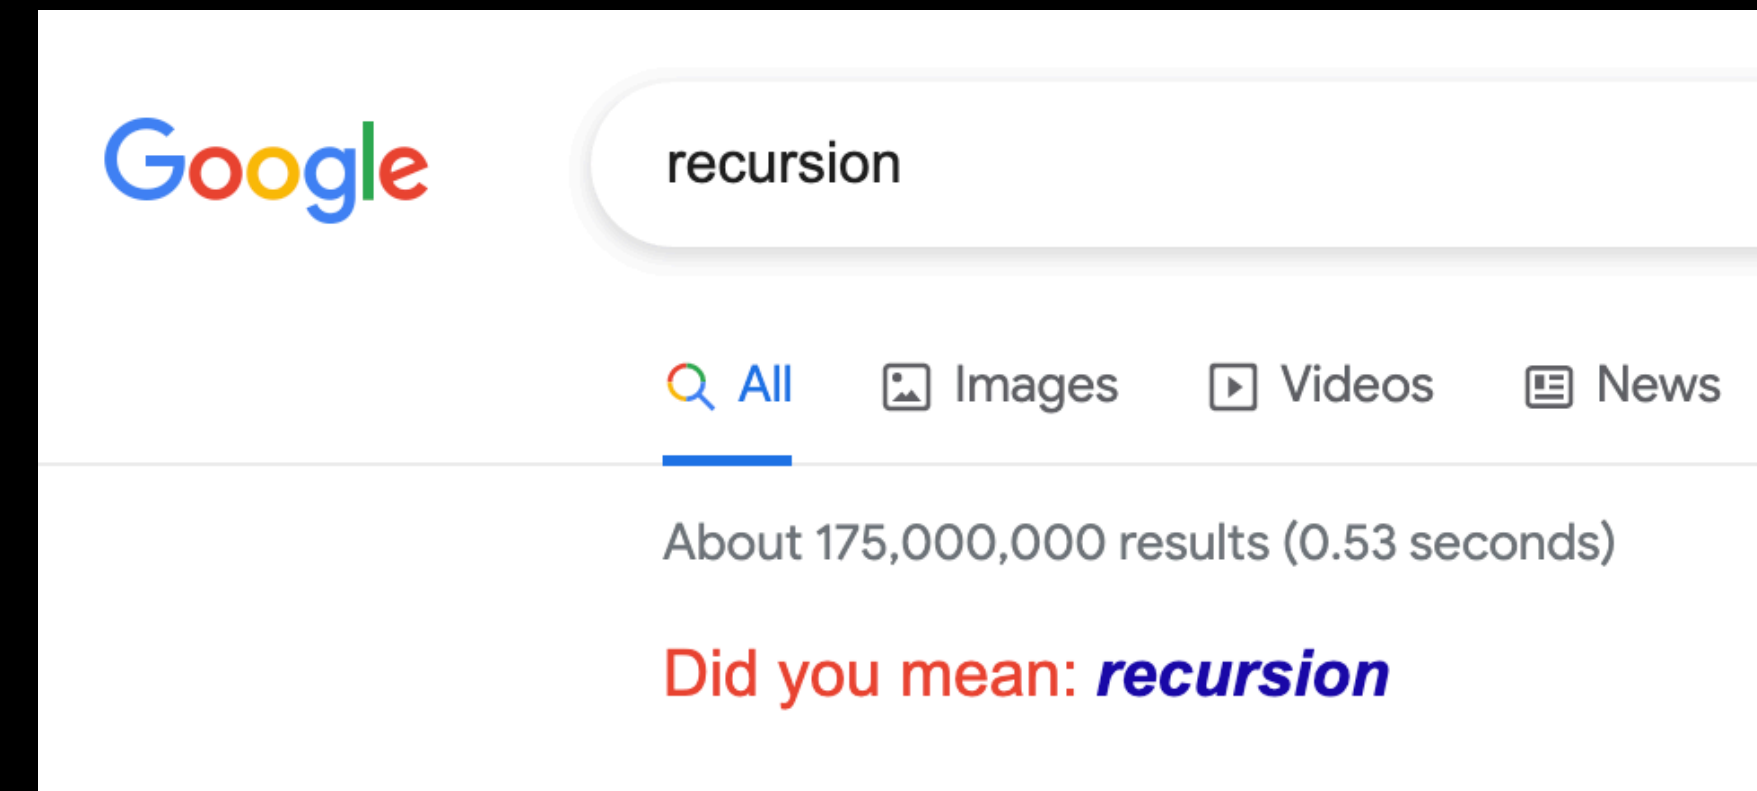 Google
recursion
All Images Videos News
About 175,000,000 results (0.53 seconds)
Did you mean: recursion